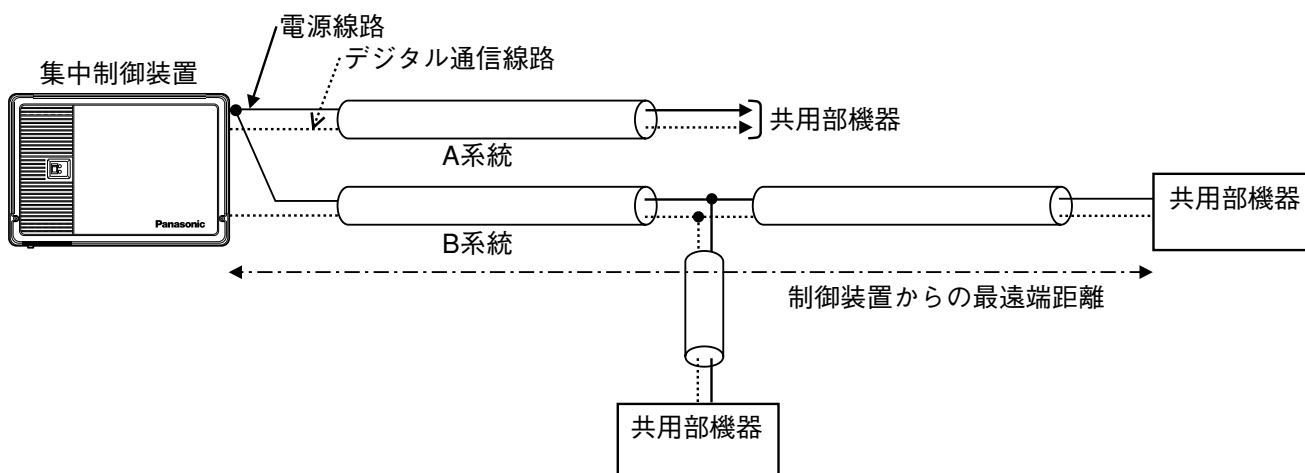 電源線路
デジタル通信線路
集中制御装置
共用部機器
A系統
共用部機器
Panasonic
B系統
制御装置からの最遠端距離
共用部機器